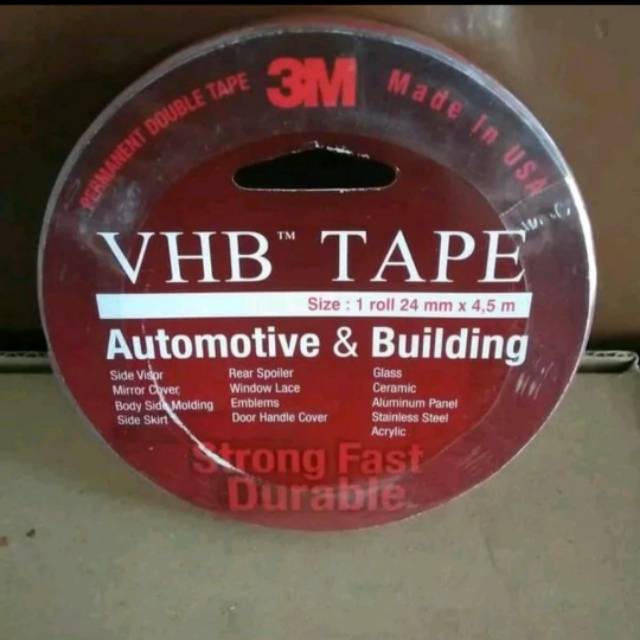 PERMANENT DOUBLE TAPE 3M Made In USA
VHB™ TAPE
Size : 1 roll 24 mm x 4,5 m
Automotive & Building
Side Visor
Mirror Cover
Body Side Molding
Side Skirt
Rear Spoiler
Window Lace
Emblems
Door Handle Cover
Glass
Ceramic
Aluminum Panel
Stainless Steel
Acrylic
Strong Fast
Durable